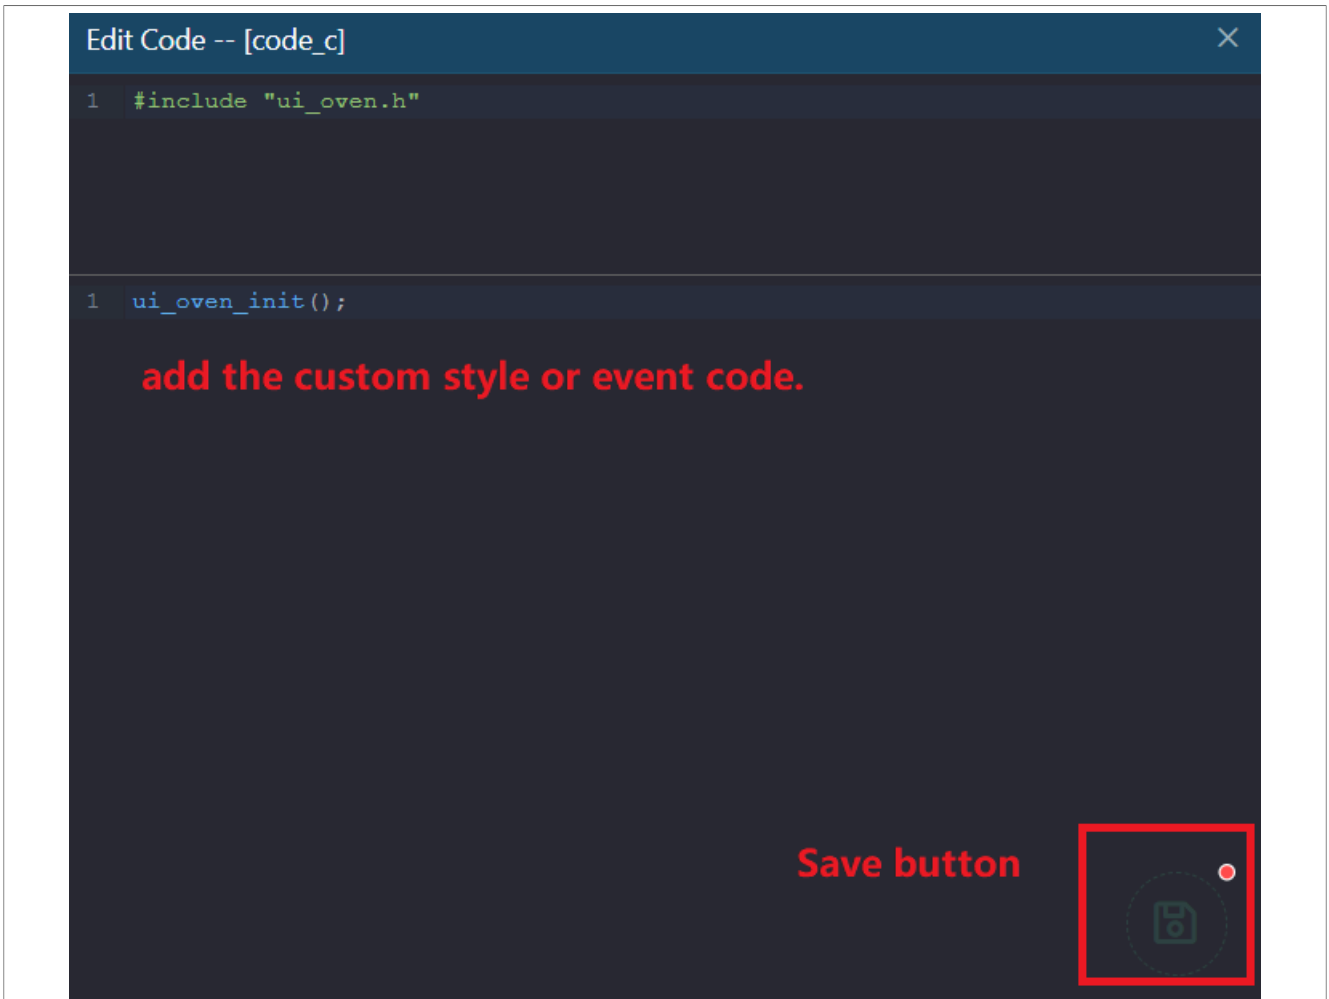 Edit Code -- [code_c]
1 #include "ui_oven.h"
1 ui_oven_init();
add the custom style or event code.
Save button